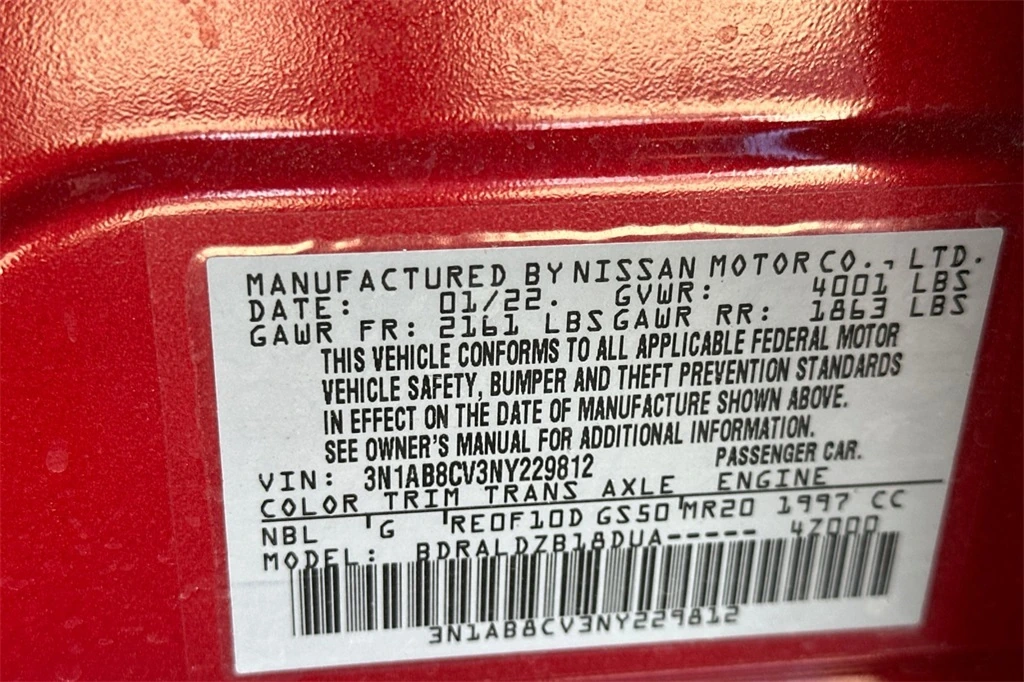 MANUFACTURED BY NISSAN MOTOR CO., LTD.
DATE: 01/22. GVWR: 4001 LBS
GAWR FR: 2161 LBS GAWR RR: 1863 LBS
THIS VEHICLE CONFORMS TO ALL APPLICABLE FEDERAL MOTOR
VEHICLE SAFETY, BUMPER AND THEFT PREVENTION STANDARDS
IN EFFECT ON THE DATE OF MANUFACTURE SHOWN ABOVE.
SEE OWNER'S MANUAL FOR ADDITIONAL INFORMATION.
VIN: 3N1AB8CV3NY229812 PASSENGER CAR.
COLOR TRIM TRANS AXLE ENGINE
NBL G RE0F10D GS50 MR20 1997 CC
MODEL: BDRALDZB18DUA----- 4Z000
3N1AB8CV3NY229812